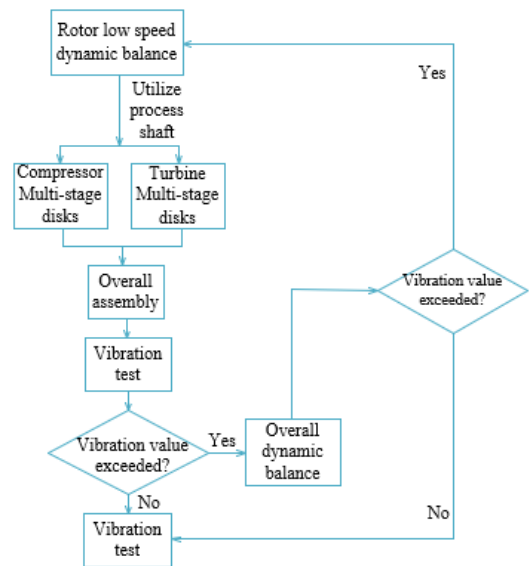 Rotor low speed
dynamic balance
Yes
Utilize
process
shaft
Compressor
Multi-stage
disks
Turbine
Multi-stage
disks
Overall
assembly
Vibration value
exceeded?
Vibration
test
Vibration value
exceeded?
Yes
Overall
dynamic
balance
No
No
Vibration
test